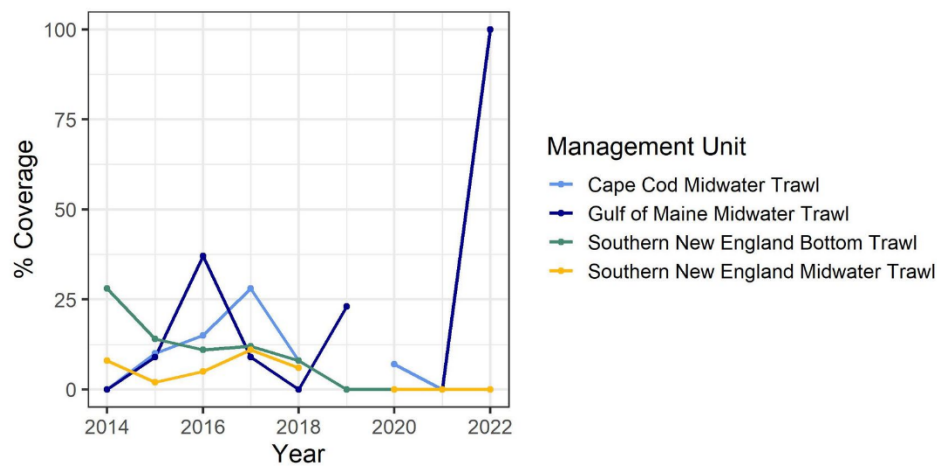 100
75
50
25
0
% Coverage
2014
2016
2018
2020
2022
Year
Management Unit
Cape Cod Midwater Trawl
Gulf of Maine Midwater Trawl
Southern New England Bottom Trawl
Southern New England Midwater Trawl